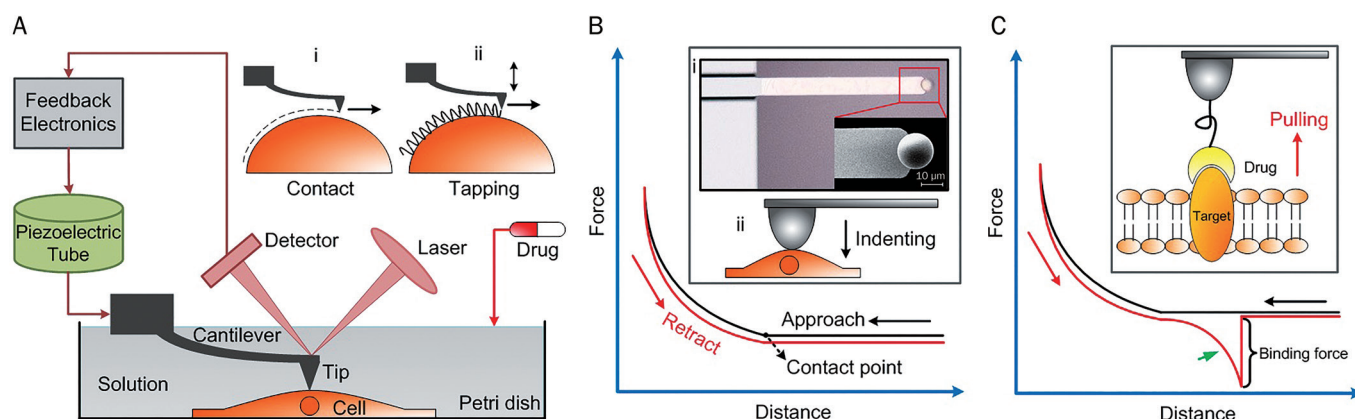 A
i
ii
Feedback
Electronics
Contact
Tapping
Piezoelectric
Tube
Detector
Laser
Drug
Cantilever
Tip
Solution
Cell
Petri dish
B
i
10 μm
ii
Indenting
Force
Retract
Approach
Contact point
Distance
C
Pulling
Drug
Target
Force
Binding force
Distance